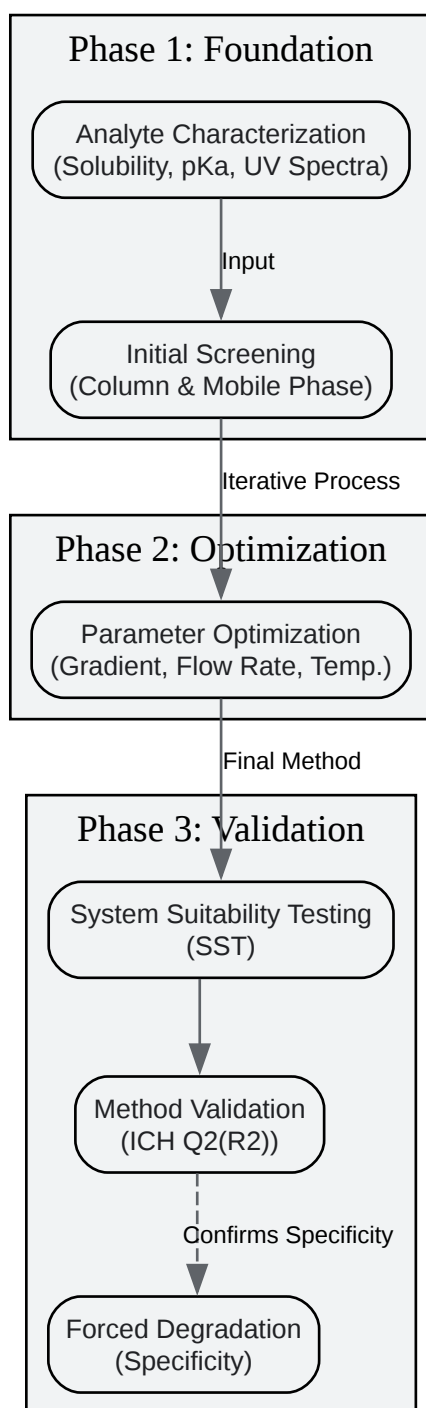 Phase 1: Foundation
Analyte Characterization
(Solubility, pKa, UV Spectra)
Input
Initial Screening
(Column & Mobile Phase)
Iterative Process
Phase 2: Optimization
Parameter Optimization
(Gradient, Flow Rate, Temp.)
Final Method
Phase 3: Validation
System Suitability Testing
(SST)
Method Validation
(ICH Q2(R2))
Confirms Specificity
Forced Degradation
(Specificity)